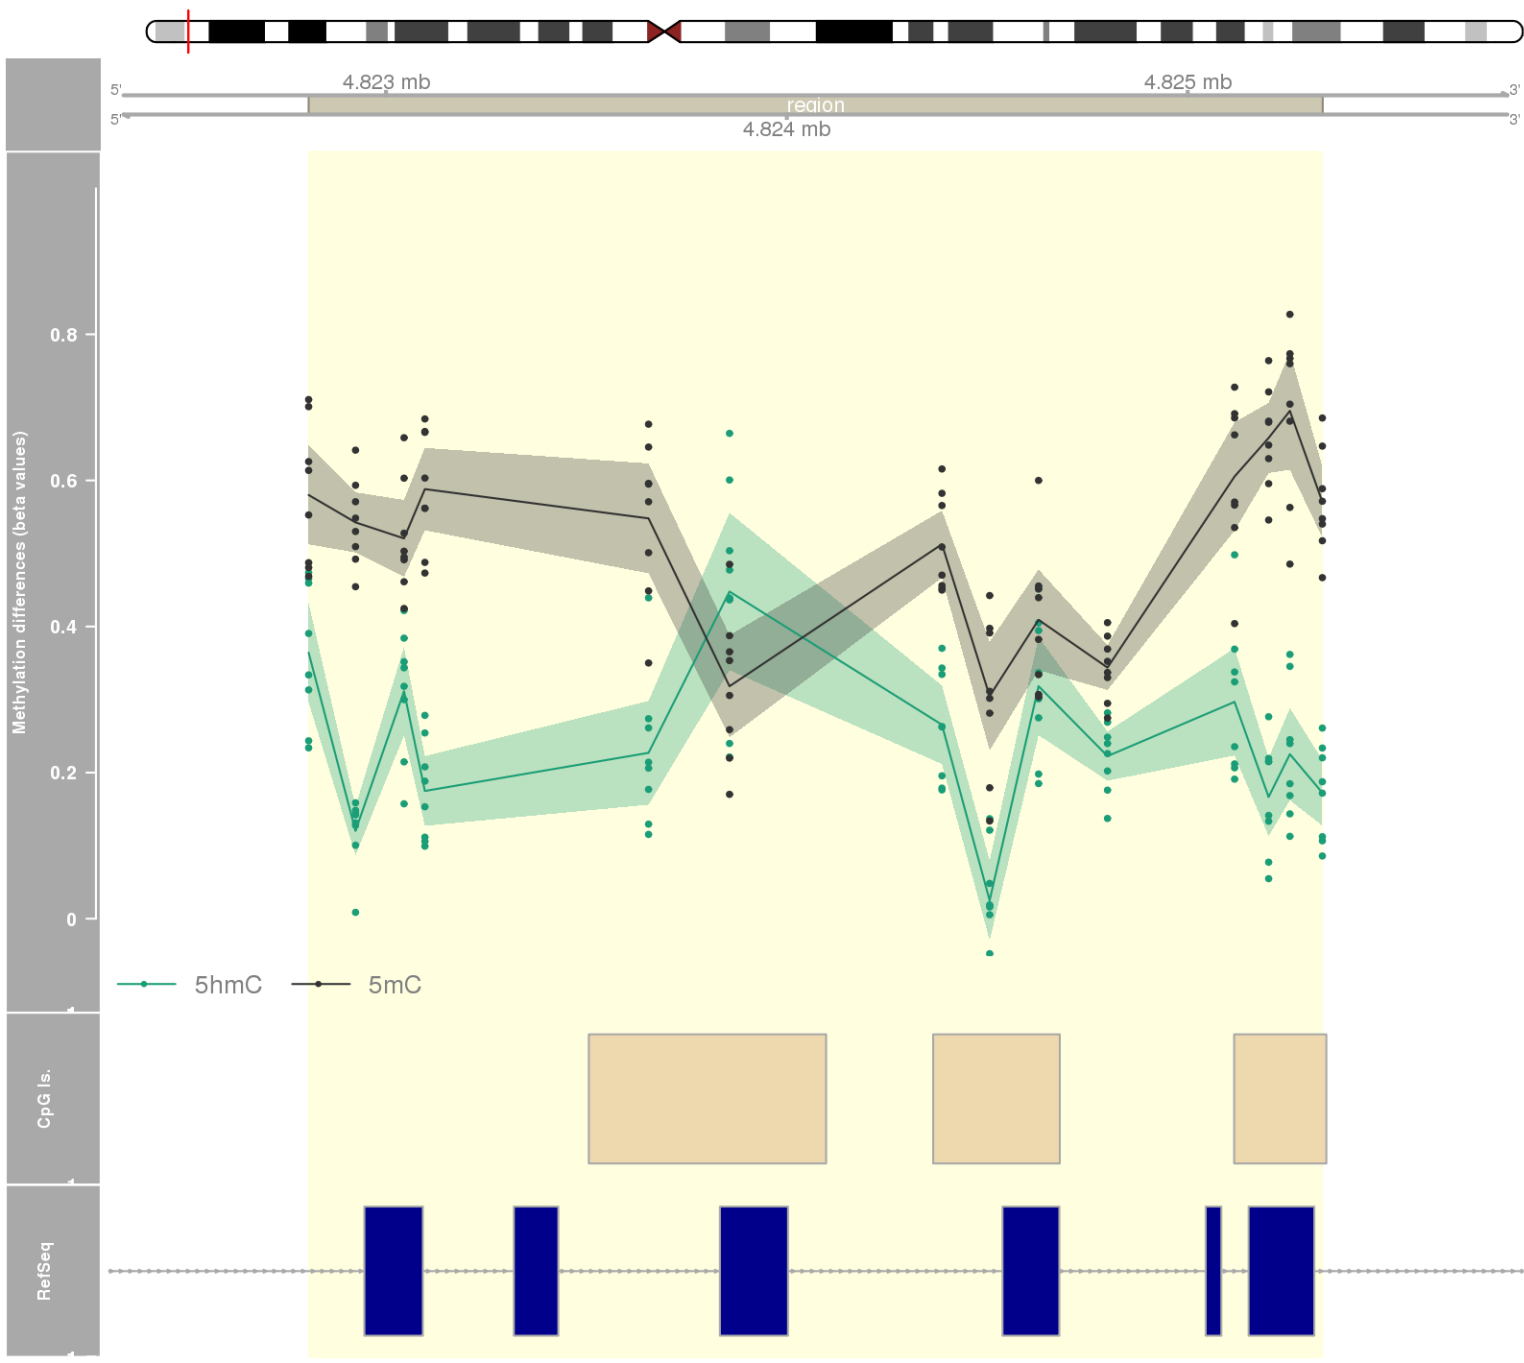 4.823 mb
4.825 mb
5'
3'
region
5'
3'
4.824 mb
Methylation differences (beta values)
0.8
0.6
0.4
0.2
0
5hmC
5mC
CpG Is.
RefSeq